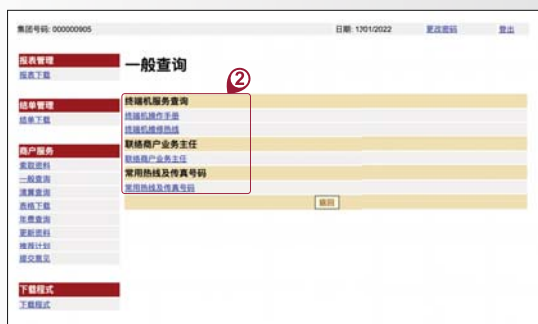 集团号码: 000000905
日期: 17/01/2022
更改密码
登出
报表管理
报表下载
结单管理
结单下载
商户服务
索取资料
一般查询
清算查询
表格下载
年费查询
更新资料
推荐计划
提交意见
下载程式
下载程式
一般查询
2
终端机服务查询
终端机操作手册
终端机维修热线
联络商户业务主任
联络商户业务主任
常用热线及传真号码
常用热线及传真号码
返回